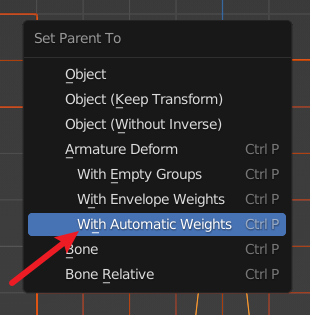 Set Parent To
Object
Object (Keep Transform)
Object (Without Inverse)
Armature Deform Ctrl P
With Empty Groups Ctrl P
With Envelope Weights Ctrl P
With Automatic Weights Ctrl P
Bone Ctrl P
Bone Relative Ctrl P